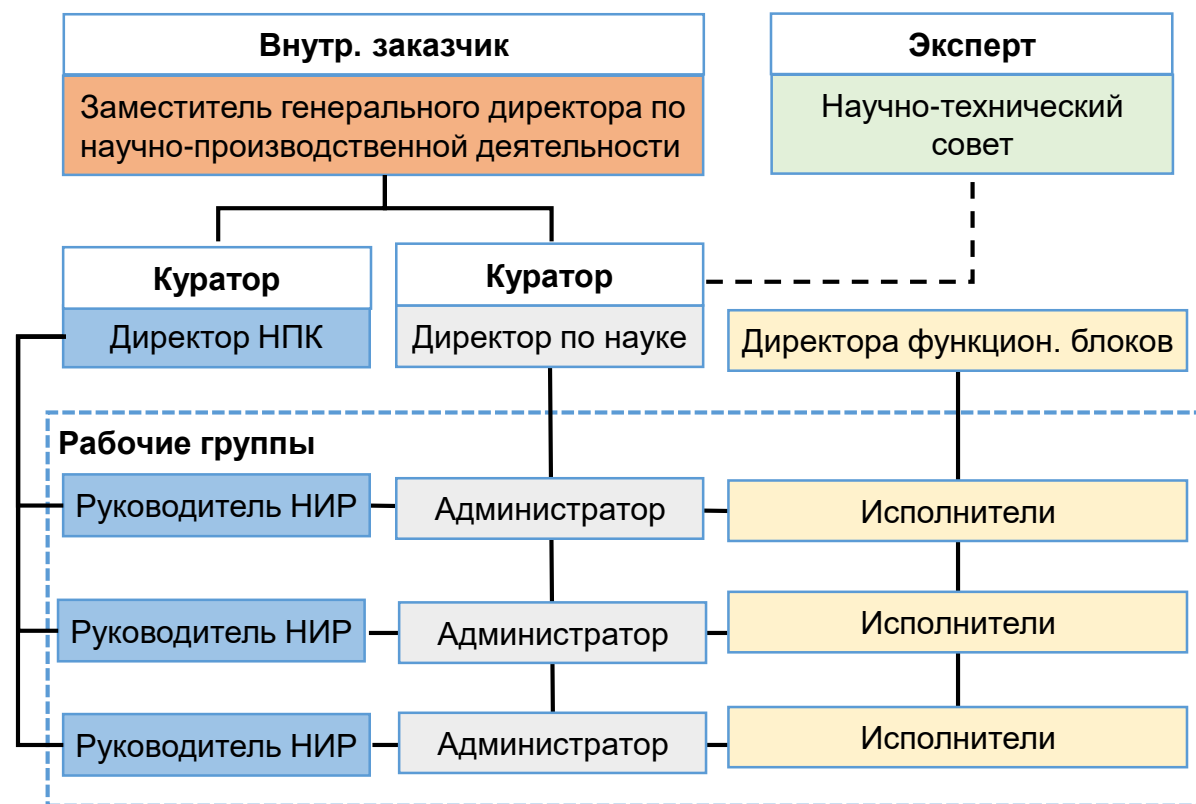 Внутр. заказчик
Заместитель генерального директора по
научно-производственной деятельности
Эксперт
Научно-технический
совет
Куратор
Директор НПК
Куратор
Директор по науке
Директора функцион. блоков
Рабочие группы
Руководитель НИР
Администратор
Исполнители
Руководитель НИР
Администратор
Исполнители
Руководитель НИР
Администратор
Исполнители